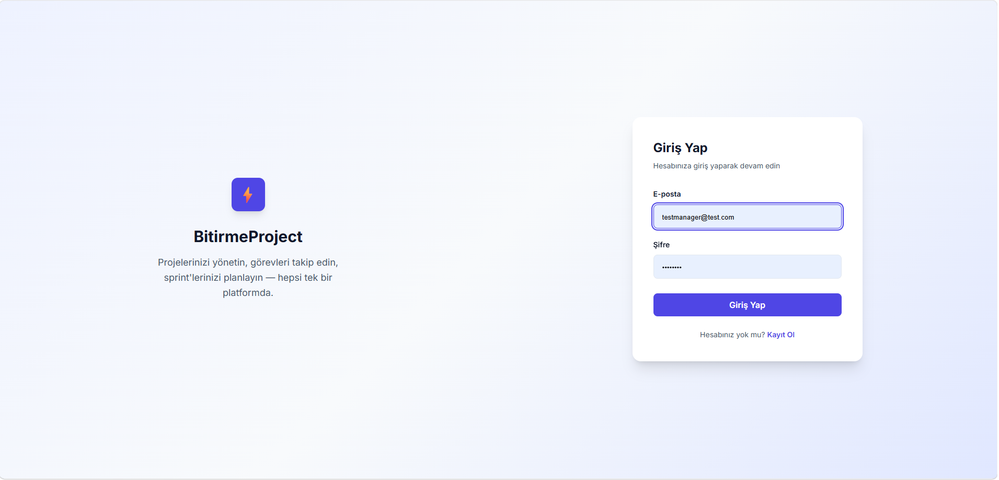 BitirmeProject
Projelerinizi yönetin, görevleri takip edin,
sprint'lerinizi planlayın — hepsi tek bir
platformda.
Giriş Yap
Hesabınıza giriş yaparak devam edin
E-posta
testmanager@test.com
Şifre
••••••••
Giriş Yap
Hesabınız yok mu? Kayıt Ol